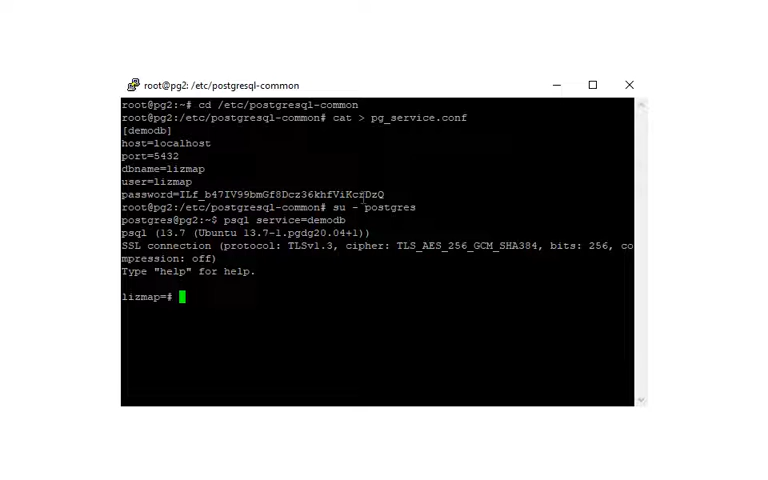 root@pg2: /etc/postgresql-common
root@pg2:~# cd /etc/postgresql-common
root@pg2:/etc/postgresql-common# cat > pg_service.conf
[demodb]
host=localhost
port=5432
dbname=lizmap
user=lizmap
root@pg2:/etc/postgresql-common# su - postgres
postgres@pg2:~$ psql service=demodb
psql (13.7 (Ubuntu 13.7-1.pgdg20.04+1))
SSL connection (protocol: TLSv1.3, cipher: TLS_AES_256_GCM_SHA384, bits: 256, co
mpression: off)
Type "help" for help.
lizmap=#